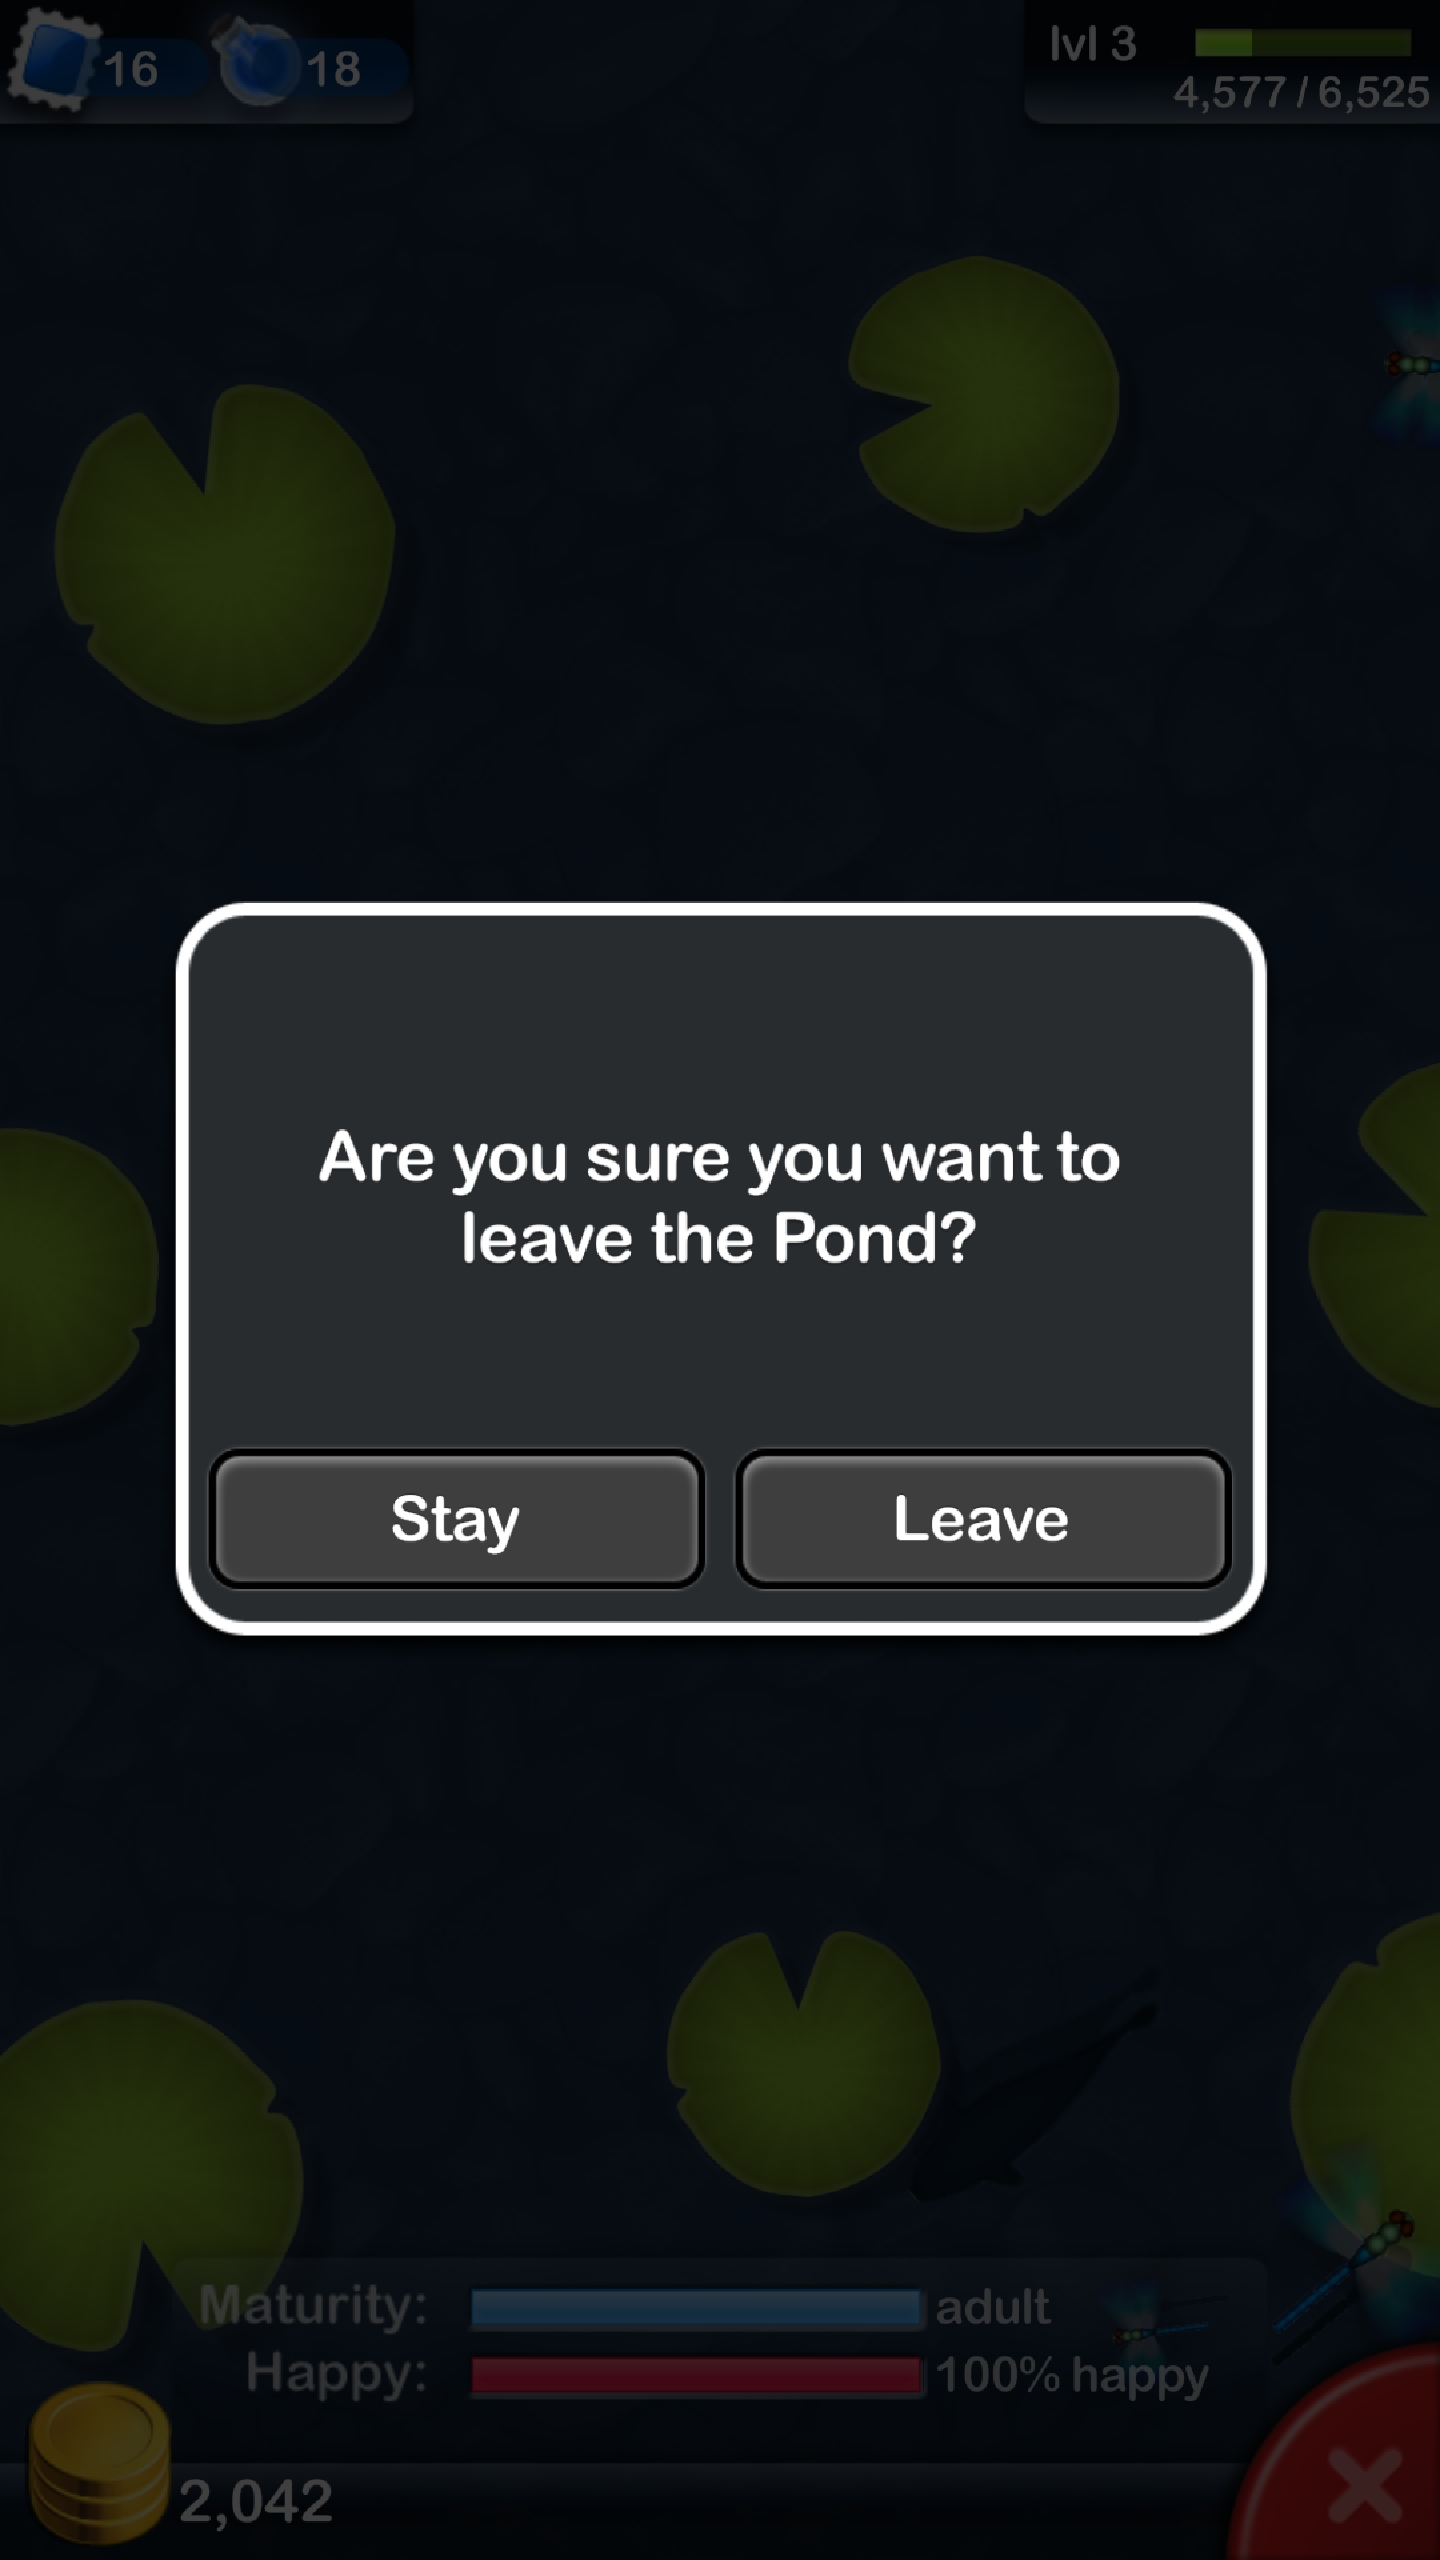 16
18
lvl 3
4,577 / 6,525
Are you sure you want to
leave the Pond?
Stay
Leave
Maturity:
adult
Happy:
100% happy
2,042